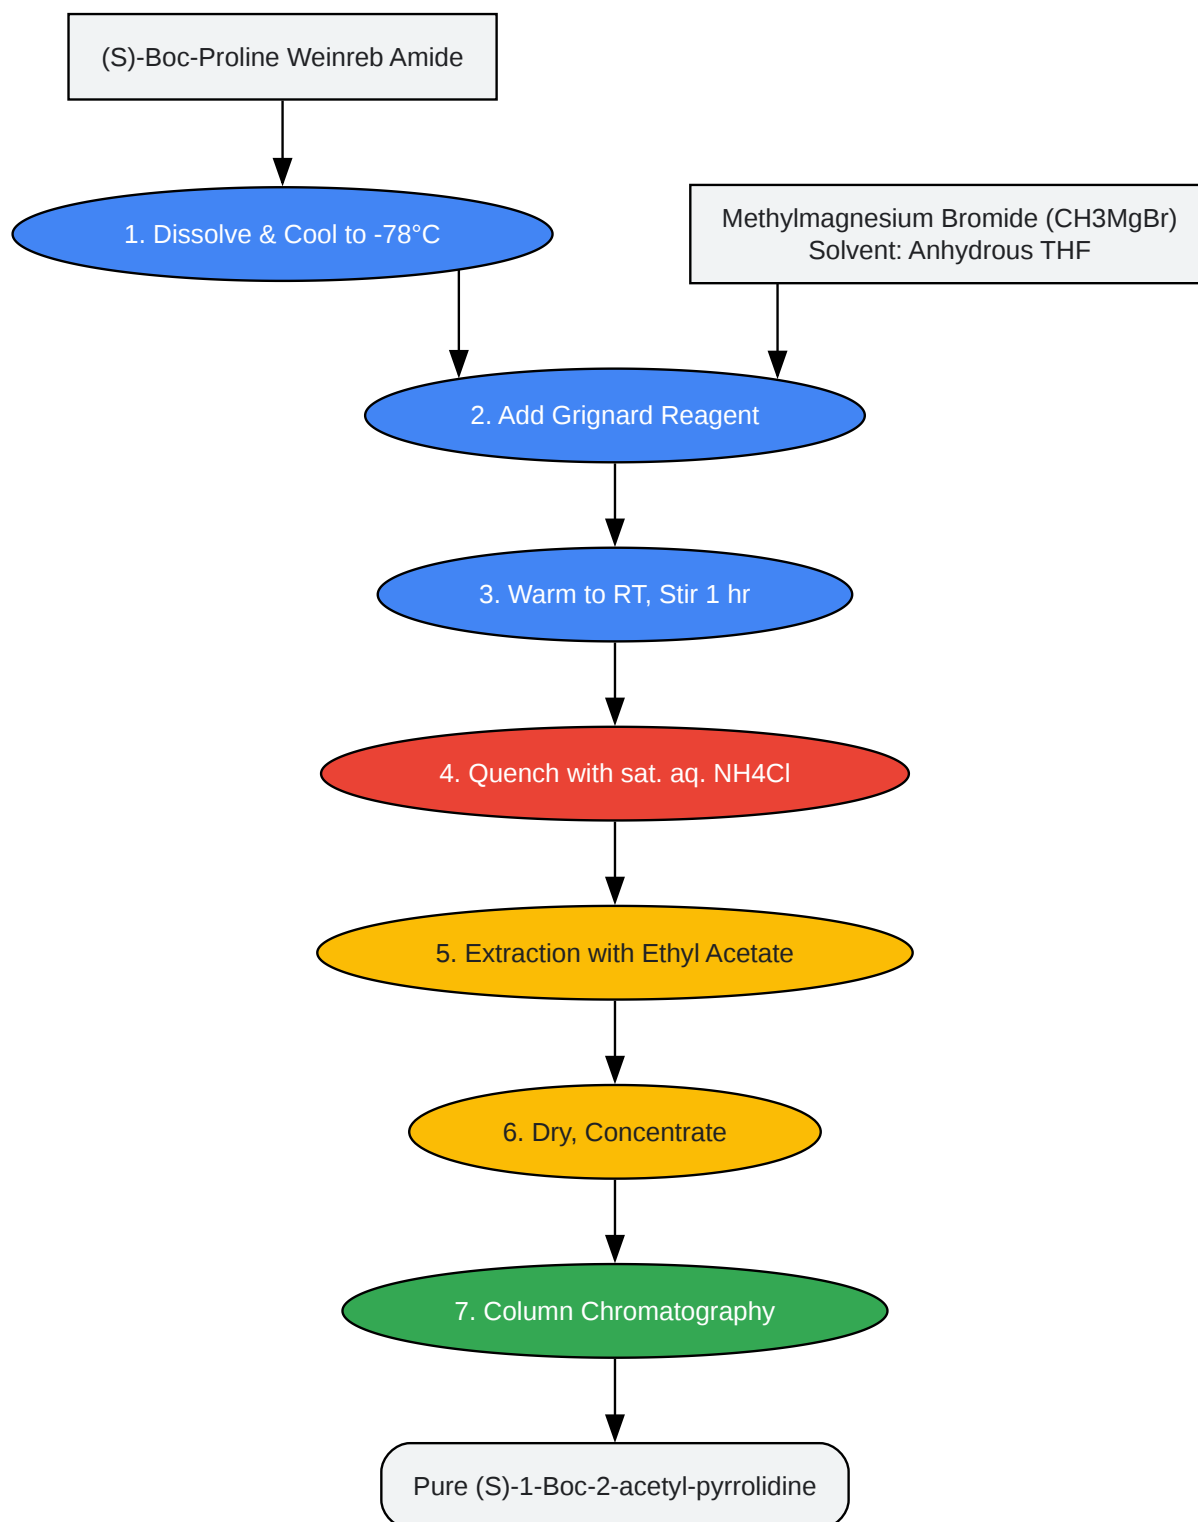 (S)-Boc-Proline Weinreb Amide
1. Dissolve & Cool to -78°C
Methylmagnesium Bromide (CH3MgBr)
Solvent: Anhydrous THF
2. Add Grignard Reagent
3. Warm to RT, Stir 1 hr
4. Quench with sat. aq. NH4Cl
5. Extraction with Ethyl Acetate
6. Dry, Concentrate
7. Column Chromatography
Pure (S)-1-Boc-2-acetyl-pyrrolidine